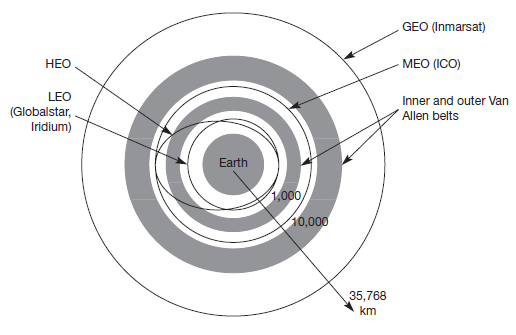 GEO (Inmarsat)
HEO
MEO (ICO)
LEO
(Globalstar,
Iridium)
Inner and outer Van
Allen belts
Earth
1,000
10,000
35,768
km